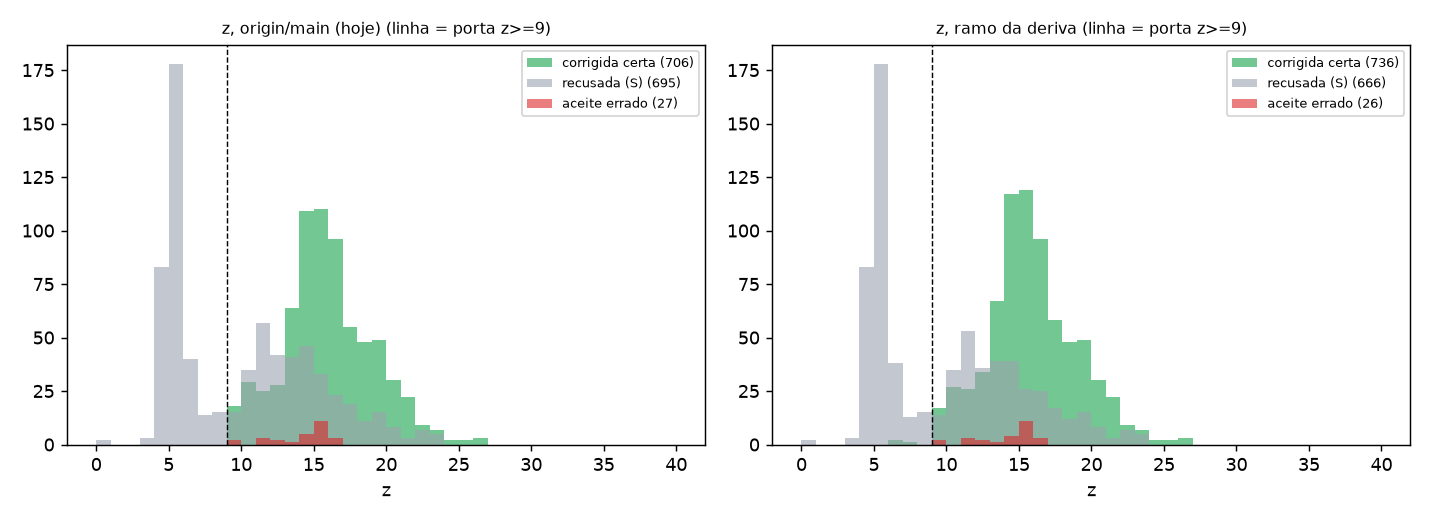 z, origin/main (hoje) (linha = porta z>=9)
corrigida certa (706)
recusada (S) (695)
aceite errado (27)
175
150
125
100
75
50
25
0
0 5 10 15 20 25 30 35 40
z
z, ramo da deriva (linha = porta z>=9)
corrigida certa (736)
recusada (S) (666)
aceite errado (26)
175
150
125
100
75
50
25
0
0 5 10 15 20 25 30 35 40
z